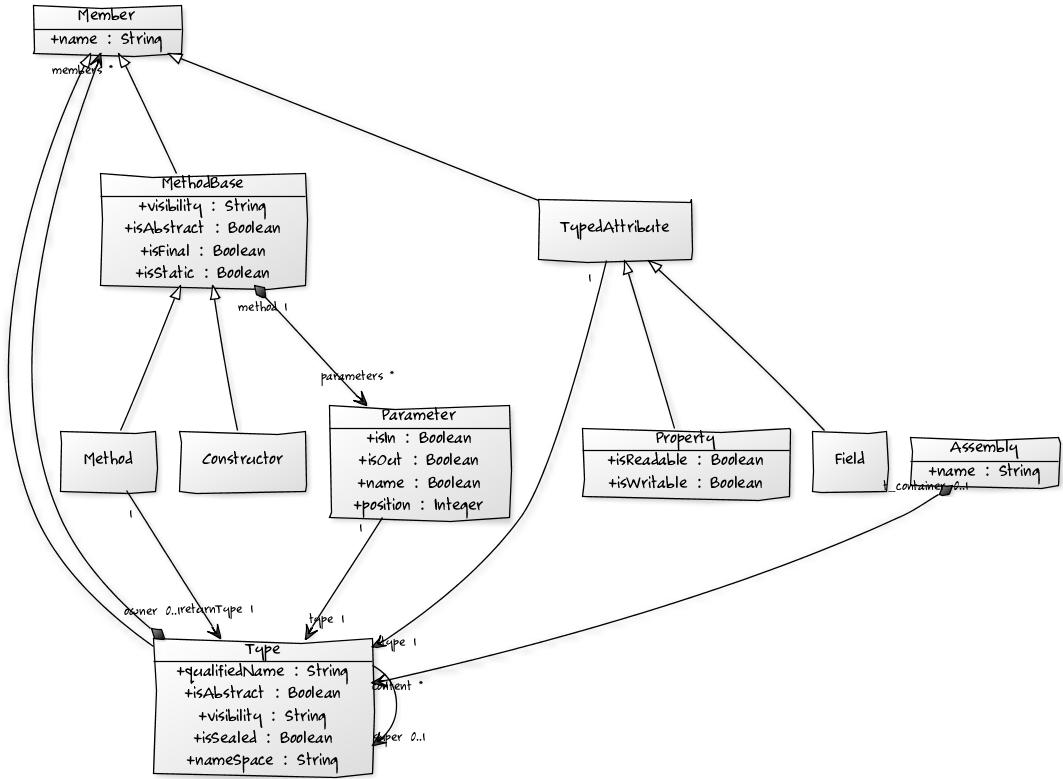 Member
+name : String
members *
MethodBase
+visibility : String
+isAbstract : Boolean
+isFinal : Boolean
+isStatic : Boolean
TypedAttribute
1
method 1
parameters *
Parameter
+isIn : Boolean
+isOut : Boolean
+name : Boolean
+position : Integer
Method
Constructor
Property
+isReadable : Boolean
+isWritable : Boolean
Field
Assembly
+name : String
t_container 0..1
1
1
owner 0..1
returnType 1
type 1
type 1
Type
+qualifiedName : String
+isAbstract : Boolean
+visibility : String
+isSealed : Boolean
+nameSpace : String
content *
super 0..1